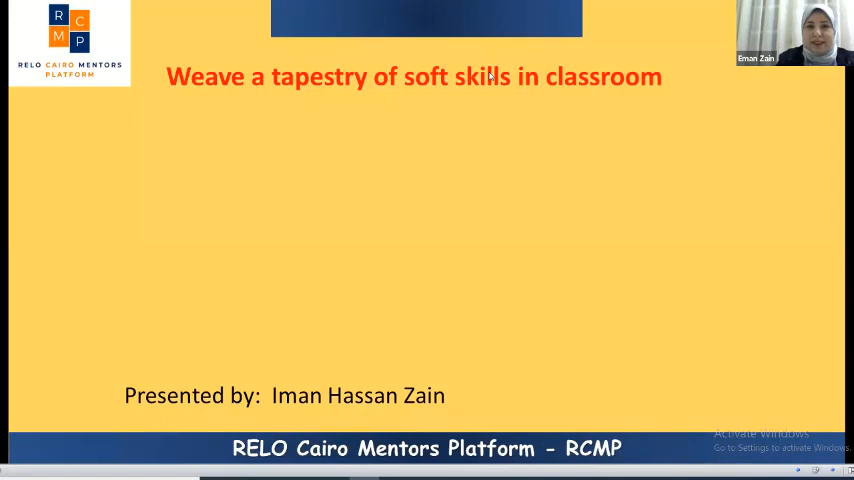 R
C
M
P
RELO CAIRO MENTORS
PLATFORM
Eman Zain
Weave a tapestry of soft skills in classroom
Presented by: Iman Hassan Zain
RELO Cairo Mentors Platform - RCMP
Activate Windows
Go to Settings to activate Windows.